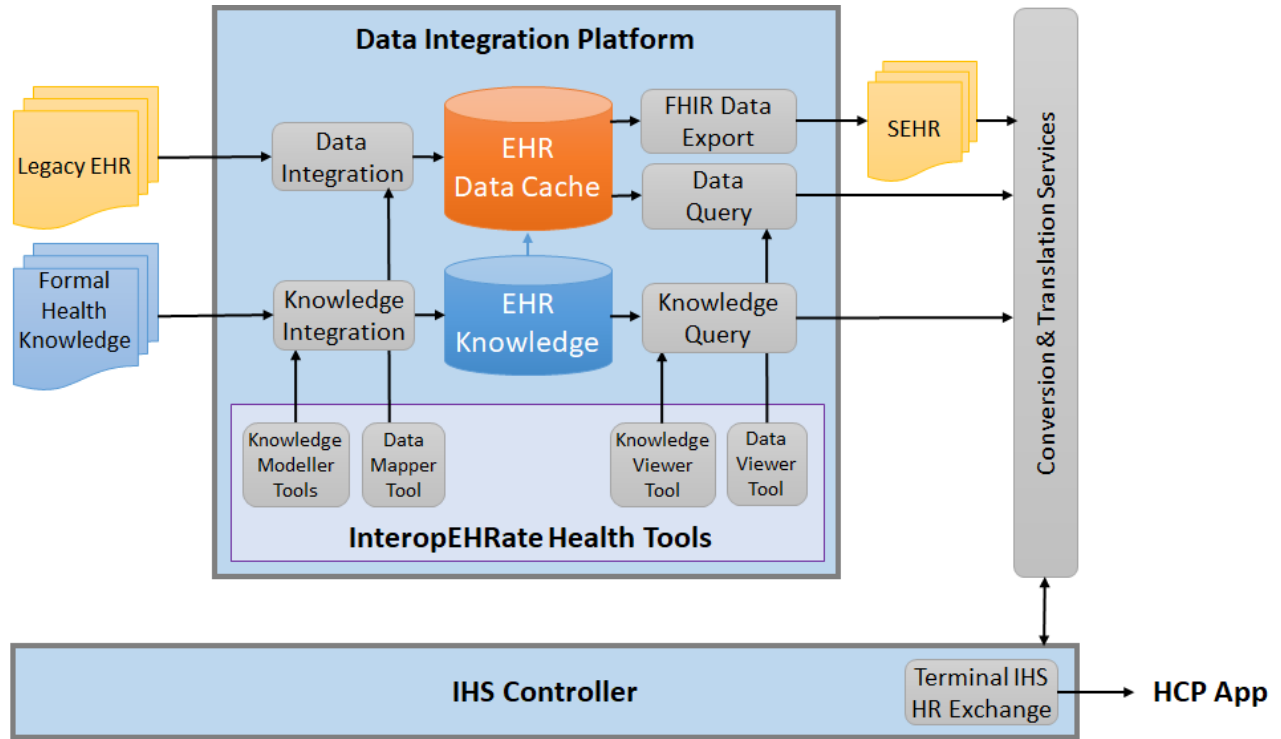 Data Integration Platform
Legacy EHR
Data
Integration
EHR
Data Cache
FHIR Data
Export
SEHR
Data
Query
Formal
Health
Knowledge
Knowledge
Integration
EHR
Knowledge
Knowledge
Query
Conversion & Translation Services
Knowledge
Modeller
Tools
Data
Mapper
Tool
Knowledge
Viewer
Tool
Data
Viewer
Tool
InteropEHRate Health Tools
IHS Controller
Terminal IHS
HR Exchange
HCP App